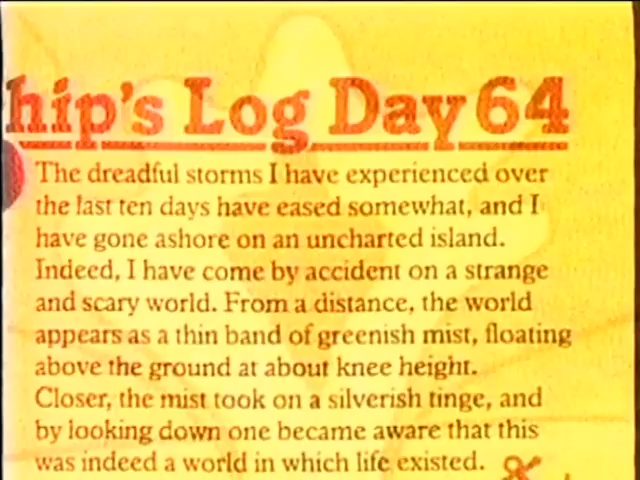 hip's Log Day 64
The dreadful storms I have experienced over
the last ten days have eased somewhat, and I
have gone ashore on an uncharted island.
Indeed, I have come by accident on a strange
and scary world. From a distance, the world
appears as a thin band of greenish mist, floating
above the ground at about knee height.
Closer, the mist took on a silverish tinge, and
by looking down one became aware that this
was indeed a world in which life existed.